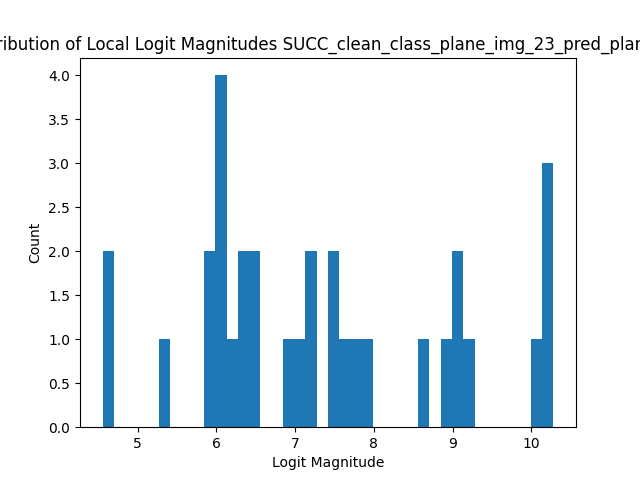 ribution of Local Logit Magnitudes SUCC_clean_class_plane_img_23_pred_plan
4.0
3.5
3.0
2.5
2.0
1.5
1.0
0.5
0.0
Count
5 6 7 8 9 10
Logit Magnitude